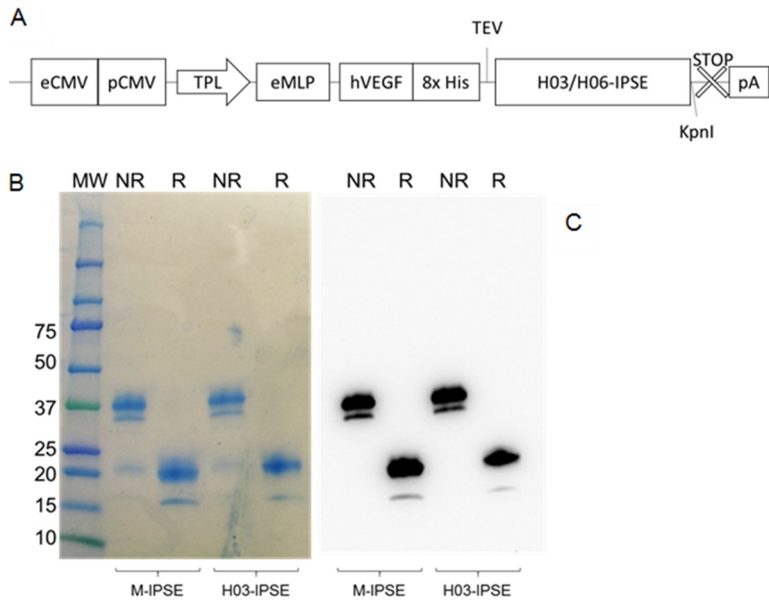 A
TEV
eCMV pCMV TPL eMLP hVEGF 8x His H03/H06-IPSE STOP pA
KpnI
B MW NR R NR R NR R NR R
C
75
50
37
25
20
15
10
M-IPSE H03-IPSE M-IPSE H03-IPSE